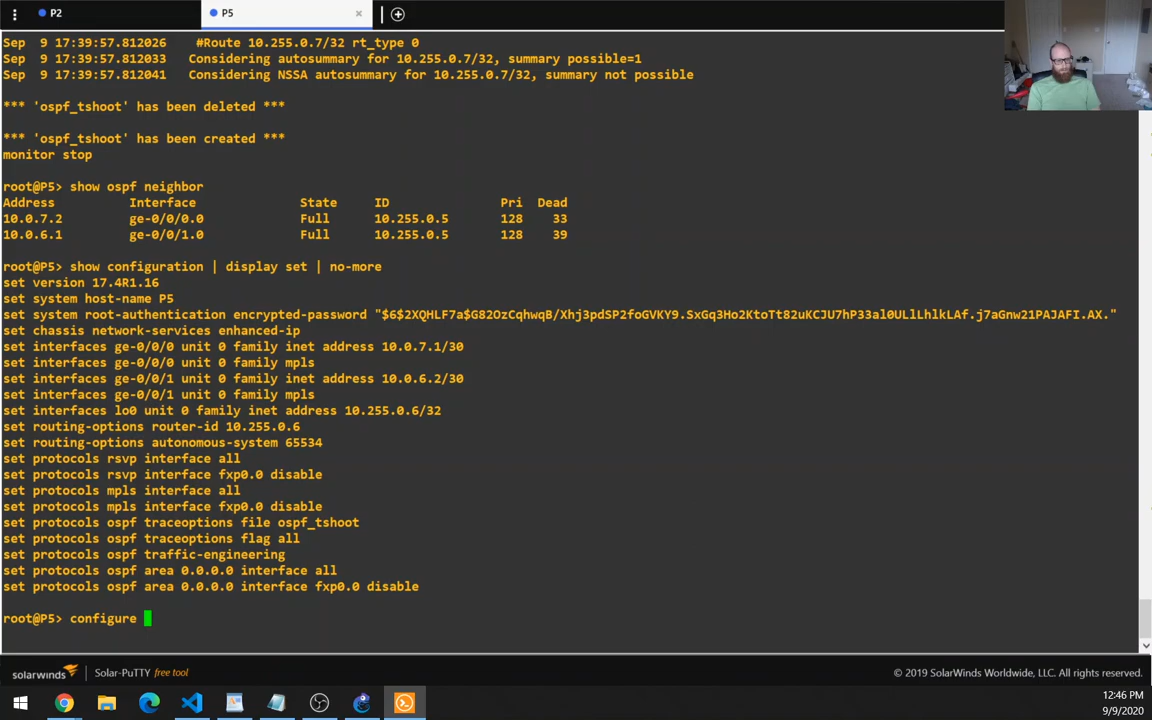 P2
P5
Sep  9 17:39:57.812026    #Route 10.255.0.7/32 rt_type 0
Sep  9 17:39:57.812033   Considering autosummary for 10.255.0.7/32, summary possible=1
Sep  9 17:39:57.812041   Considering NSSA autosummary for 10.255.0.7/32, summary not possible
*** 'ospf_tshoot' has been deleted ***
*** 'ospf_tshoot' has been created ***
monitor stop
root@P5> show ospf neighbor
Address          Interface              State     ID               Pri  Dead
10.0.7.2         ge-0/0/0.0             Full      10.255.0.5       128    33
10.0.6.1         ge-0/0/1.0             Full      10.255.0.5       128    39
root@P5> show configuration | display set | no-more
set version 17.4R1.16
set system host-name P5
set system root-authentication encrypted-password "$6$2XQHLF7a$G82OzCqhwqB/Xhj3pdSP2foGVKY9.SxGq3Ho2KtoTt82uKCJU7hP33al0ULlLhlkLAf.j7aGnw21PAJAFI.AX."
set chassis network-services enhanced-ip
set interfaces ge-0/0/0 unit 0 family inet address 10.0.7.1/30
set interfaces ge-0/0/0 unit 0 family mpls
set interfaces ge-0/0/1 unit 0 family inet address 10.0.6.2/30
set interfaces ge-0/0/1 unit 0 family mpls
set interfaces lo0 unit 0 family inet address 10.255.0.6/32
set routing-options router-id 10.255.0.6
set routing-options autonomous-system 65534
set protocols rsvp interface all
set protocols rsvp interface fxp0.0 disable
set protocols mpls interface all
set protocols mpls interface fxp0.0 disable
set protocols ospf traceoptions file ospf_tshoot
set protocols ospf traceoptions flag all
set protocols ospf traffic-engineering
set protocols ospf area 0.0.0.0 interface all
set protocols ospf area 0.0.0.0 interface fxp0.0 disable
root@P5> configure
solarwinds | Solar-PuTTY free tool
© 2019 SolarWinds Worldwide, LLC. All rights reserved.
12:46 PM
9/9/2020